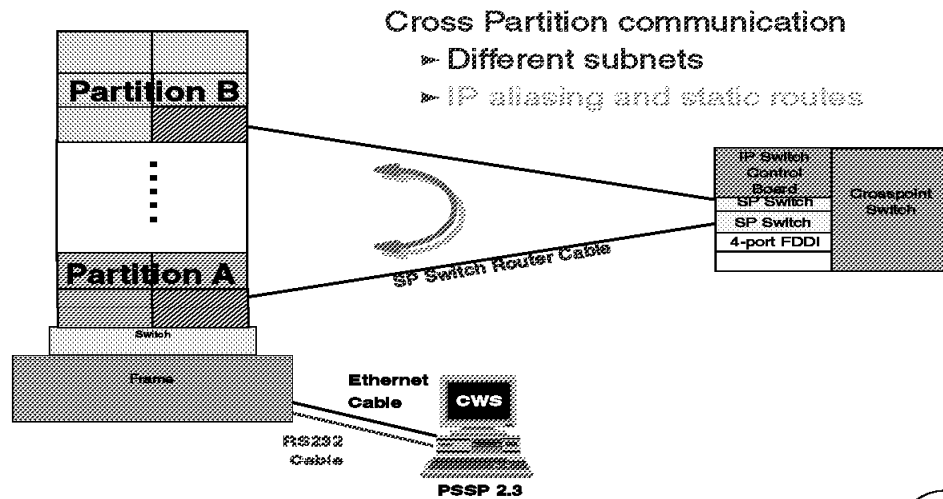 Cross Partition communication
Different subnets
IP aliasing and static routes
Partition B
IP Switch
Control
Board
Crosspoint
Switch
SP Switch
SP Switch
4-port FDDI
SP Switch Router Cable
Partition A
Switch
Frame
Ethernet
Cable
CWS
RS232
Cable
PSSP 2.3